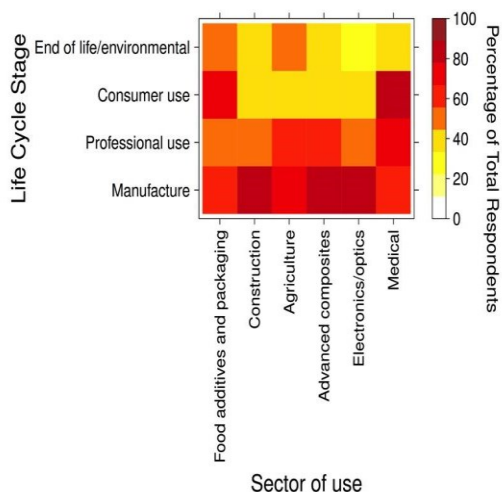 Life Cycle Stage
End of life/environmental
Consumer use
Professional use
Manufacture
Food additives and packaging
Construction
Agriculture
Advanced composites
Electronics/optics
Medical
Sector of use
100
80
60
40
20
0
Percentage of Total Respondents